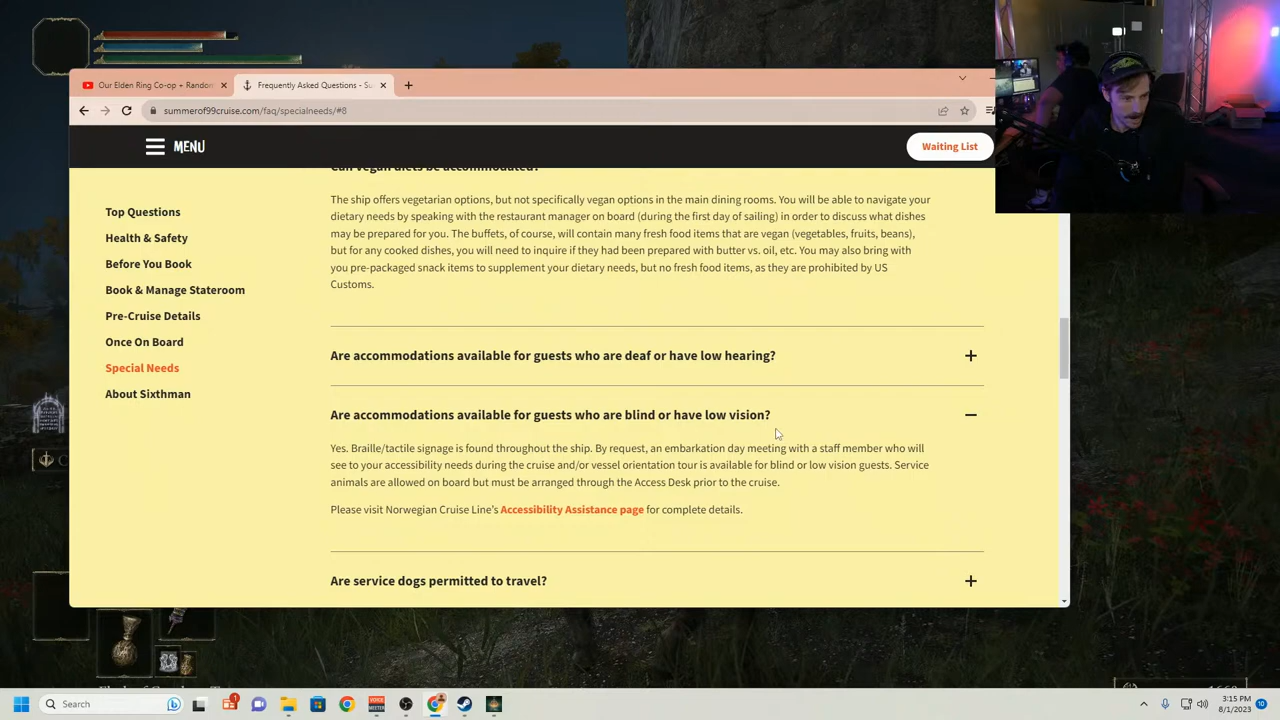 Our Elden Ring Co-op + Random
Frequently Asked Questions - Su
summerof99cruise.com/faq/specialneeds/#8
MENU
Waiting List
Can vegan diets be accommodated?
Top Questions
Health & Safety
Before You Book
Book & Manage Stateroom
Pre-Cruise Details
Once On Board
Special Needs
About Sixthman
The ship offers vegetarian options, but not specifically vegan options in the main dining rooms. You will be able to navigate your
dietary needs by speaking with the restaurant manager on board (during the first day of sailing) in order to discuss what dishes
may be prepared for you. The buffets, of course, will contain many fresh food items that are vegan (vegetables, fruits, beans),
but for any cooked dishes, you will need to inquire if they had been prepared with butter vs. oil, etc. You may also bring with
you pre-packaged snack items to supplement your dietary needs, but no fresh food items, as they are prohibited by US
Customs.
Are accommodations available for guests who are deaf or have low hearing?
Are accommodations available for guests who are blind or have low vision?
Yes. Braille/tactile signage is found throughout the ship. By request, an embarkation day meeting with a staff member who will
see to your accessibility needs during the cruise and/or vessel orientation tour is available for blind or low vision guests. Service
animals are allowed on board but must be arranged through the Access Desk prior to the cruise.
Please visit Norwegian Cruise Line's Accessibility Assistance page for complete details.
Are service dogs permitted to travel?
Search
1
VOICE
MEETER
3:15 PM
8/1/2023
10